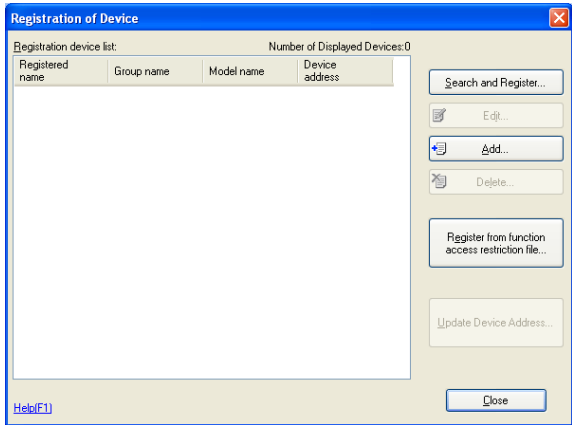 Registration of Device
Registration device list: Number of Displayed Devices:0
Registered name Group name Model name Device address
Search and Register...
Edit...
Add...
Delete...
Register from function
access restriction file...
Update Device Address...
Help(F1)
Close